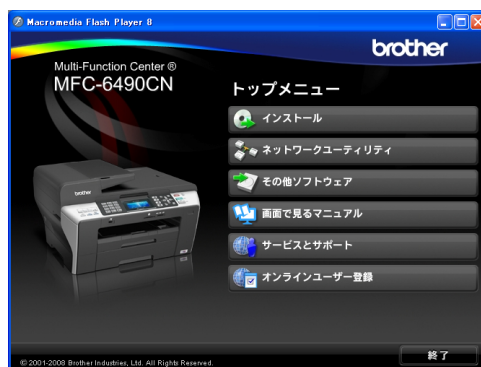 Macromedia Flash Player 8
brother
Multi-Function Center ®
MFC-6490CN
トップメニュー
インストール
ネットワークユーティリティ
その他ソフトウェア
画面で見るマニュアル
サービスとサポート
オンラインユーザー登録
brother
© 2001-2008 Brother Industries, Ltd. All Rights Reserved.
終了